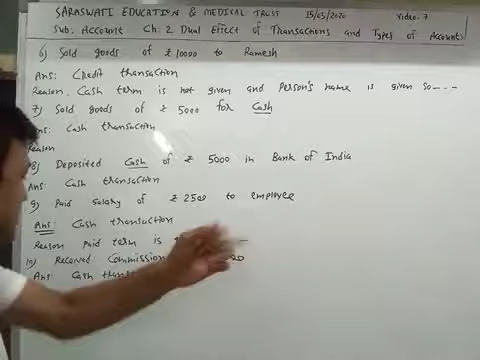 SARASWATI EDUCATION & MEDICAL TRUST 15/05/2020 Video-7
Sub: Account Ch: 2 Dual Effect of Transactions and Types of Accounts
6) Sold goods of ₹ 10000 to Ramesh
Ans: Credit transaction
Reason: Cash term is not given and Person's name is given so----
7) Sold goods of ₹ 5000 for Cash
Ans: Cash transaction
Reason
8) Deposited Cash of ₹ 5000 in Bank of India
Ans: Cash transaction
9) Paid salary of ₹ 2500 to employee
Ans: Cash transaction
Reason paid term is
10) Received Commission
Ans: Cash